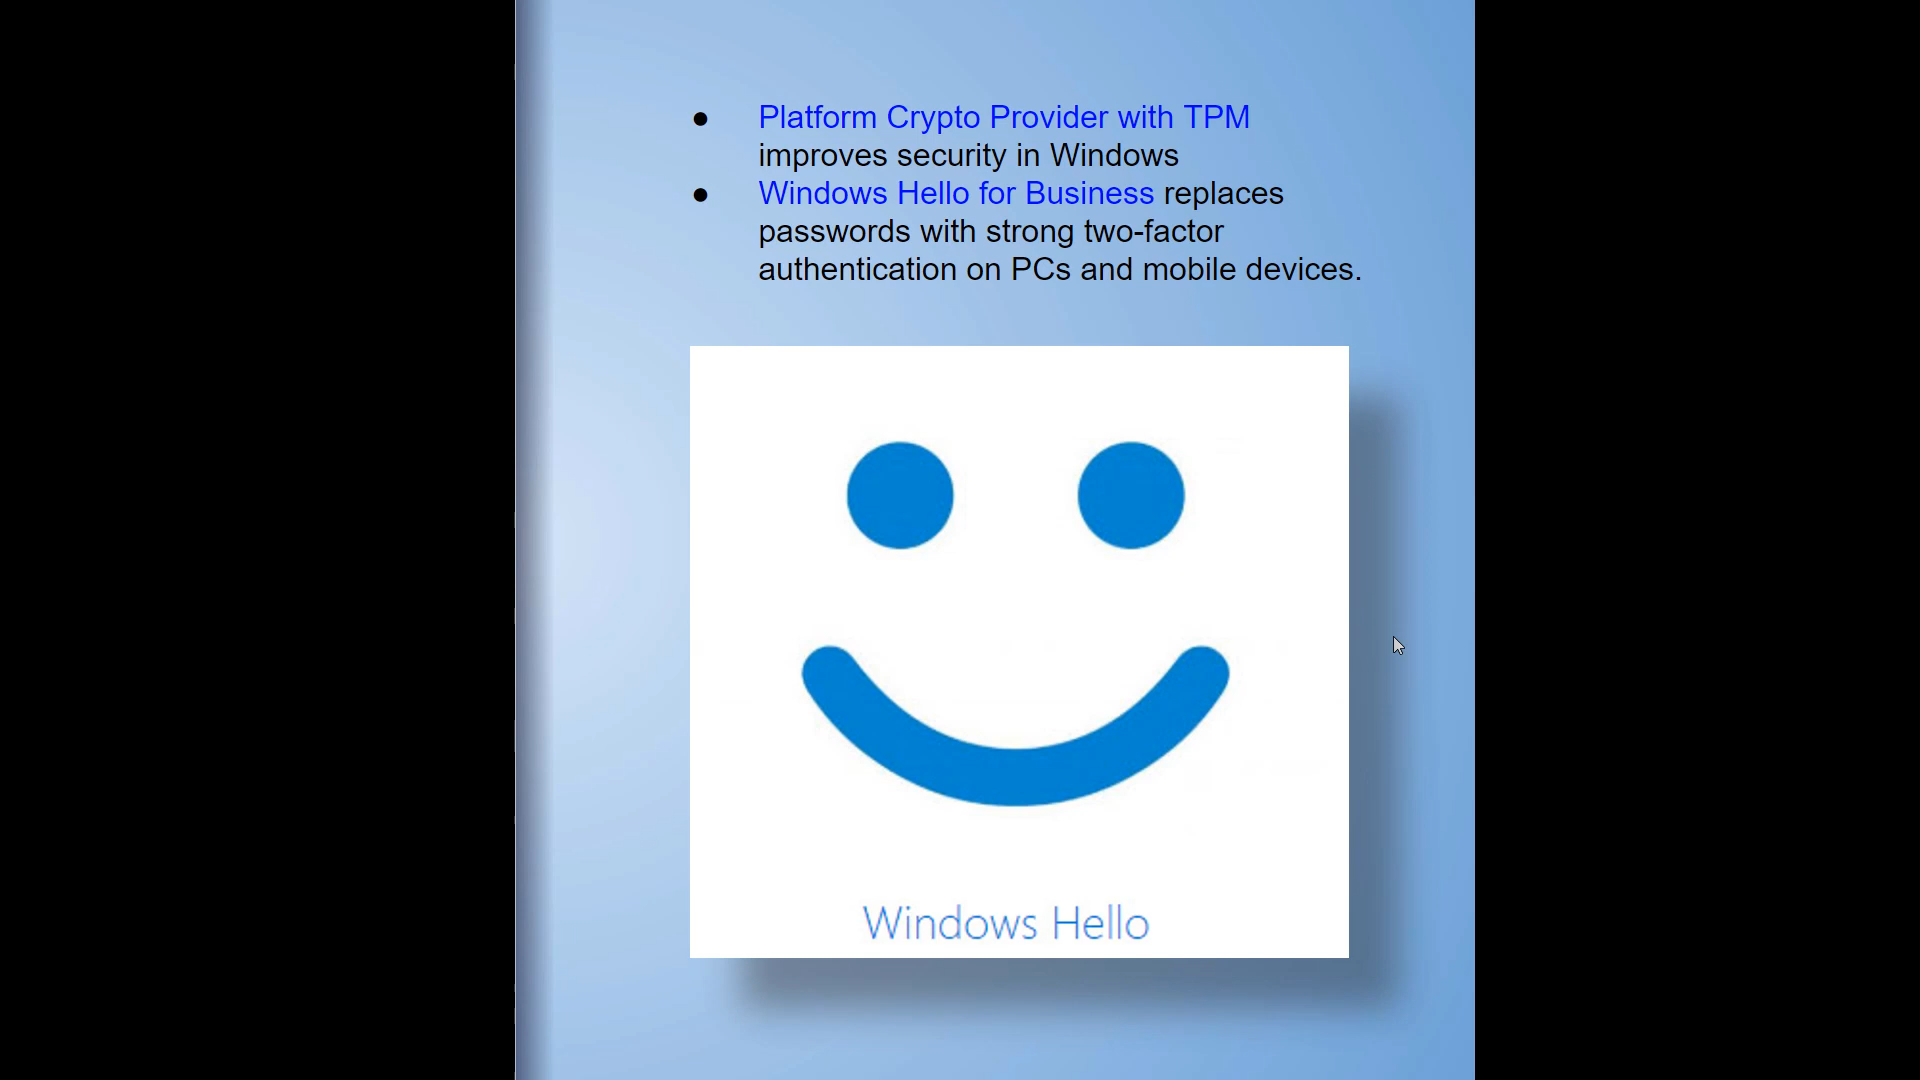 ● Platform Crypto Provider with TPM
improves security in Windows
● Windows Hello for Business replaces
passwords with strong two-factor
authentication on PCs and mobile devices.
Windows Hello